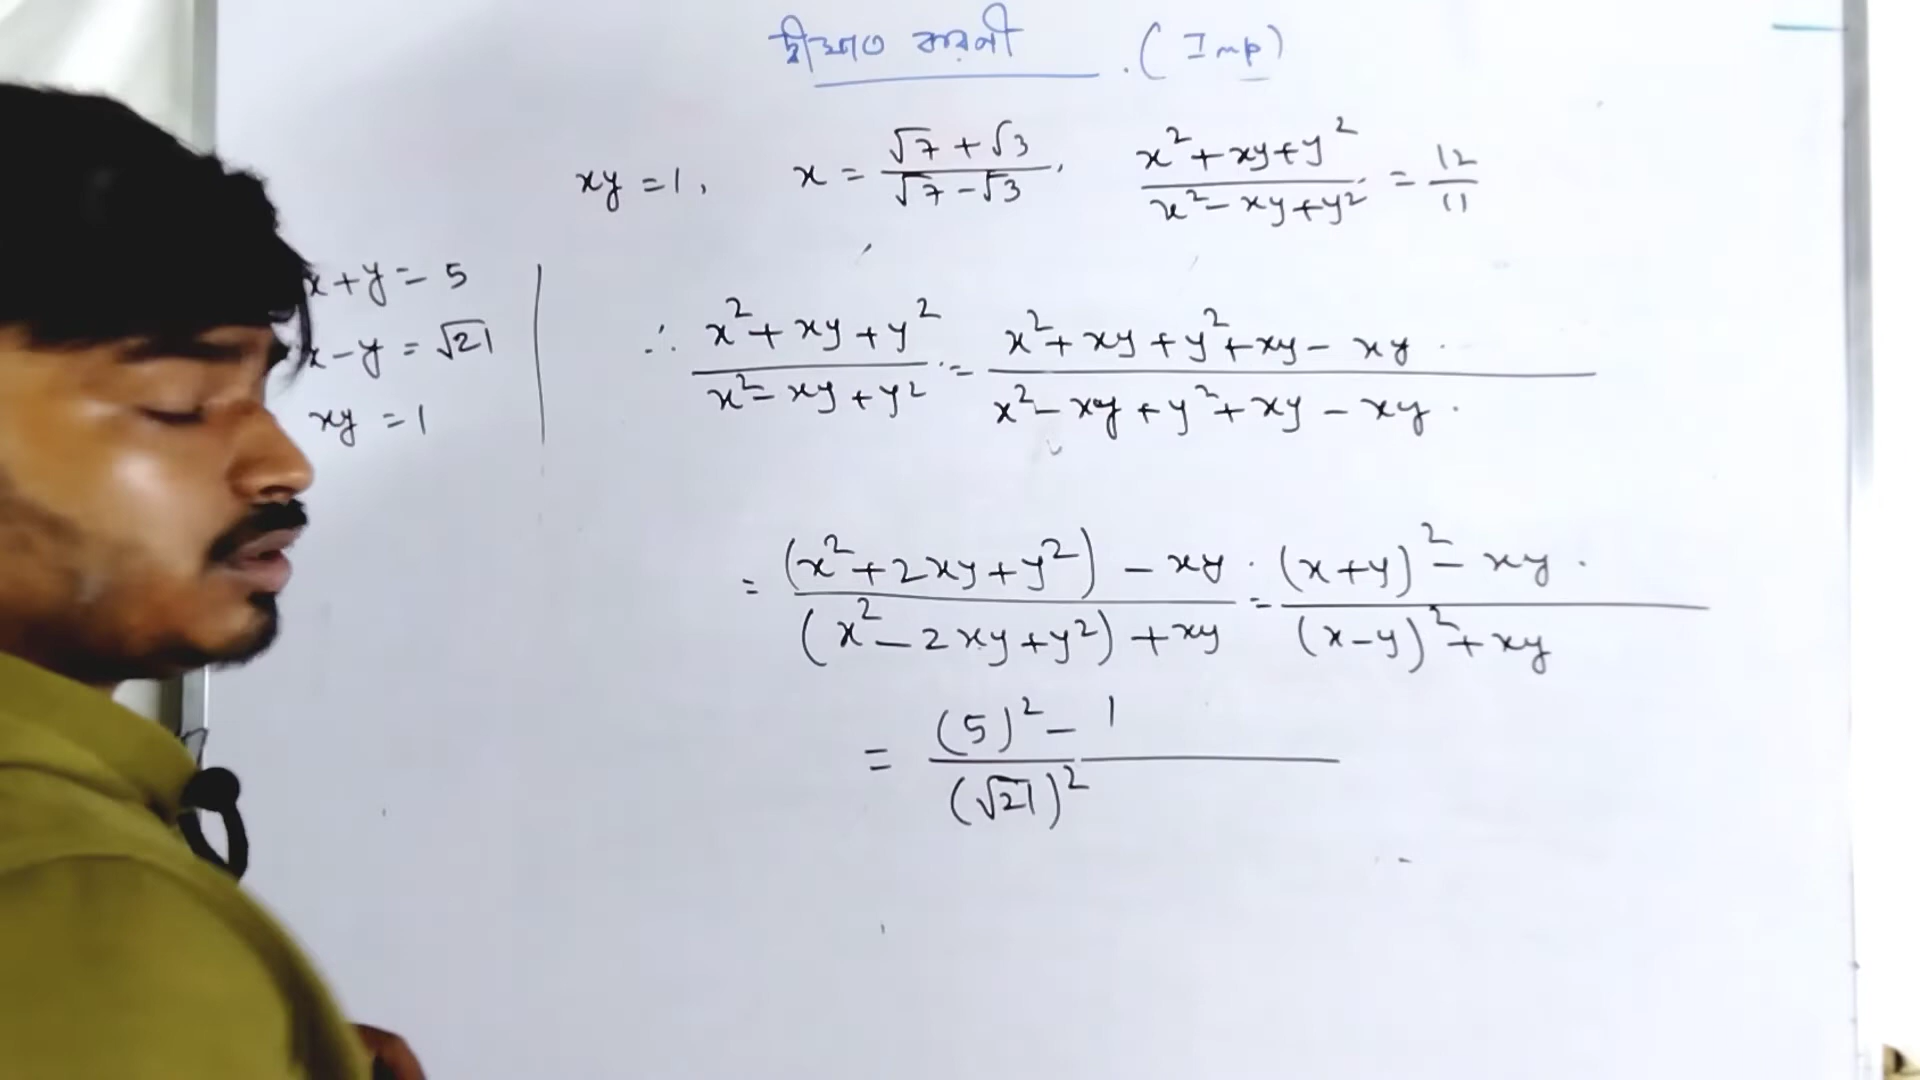 দ্বীঘাত করণী . (Imp)
xy = 1, x = (√7 + √3)/(√7 - √3), (x² + xy + y²)/(x² - xy + y²) = 12/11
x + y = 5
x - y = √21
xy = 1
∴ (x² + xy + y²)/(x² - xy + y²) = (x² + xy + y² + xy - xy)/(x² - xy + y² + xy - xy)
= ((x² + 2xy + y²) - xy)/((x² - 2xy + y²) + xy) = ((x + y)² - xy)/((x - y)² + xy)
= ((5)² - 1)/(√21)²